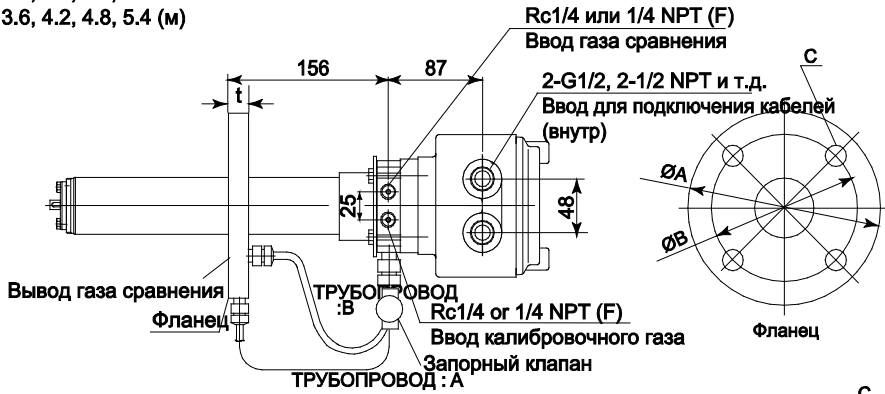 3.6, 4.2, 4.8, 5.4 (м)
Rc1/4 или 1/4 NPT (F)
Ввод газа сравнения
156
87
t
2-G1/2, 2-1/2 NPT и т.д.
Ввод для подключения кабелей
(внутр)
C
ØA
ØB
25
48
Вывод газа сравнения
Фланец
ТРУБОПРОВОД
:B
Rc1/4 or 1/4 NPT (F)
Ввод калибровочного газа
Запорный клапан
ТРУБОПРОВОД : A
Фланец